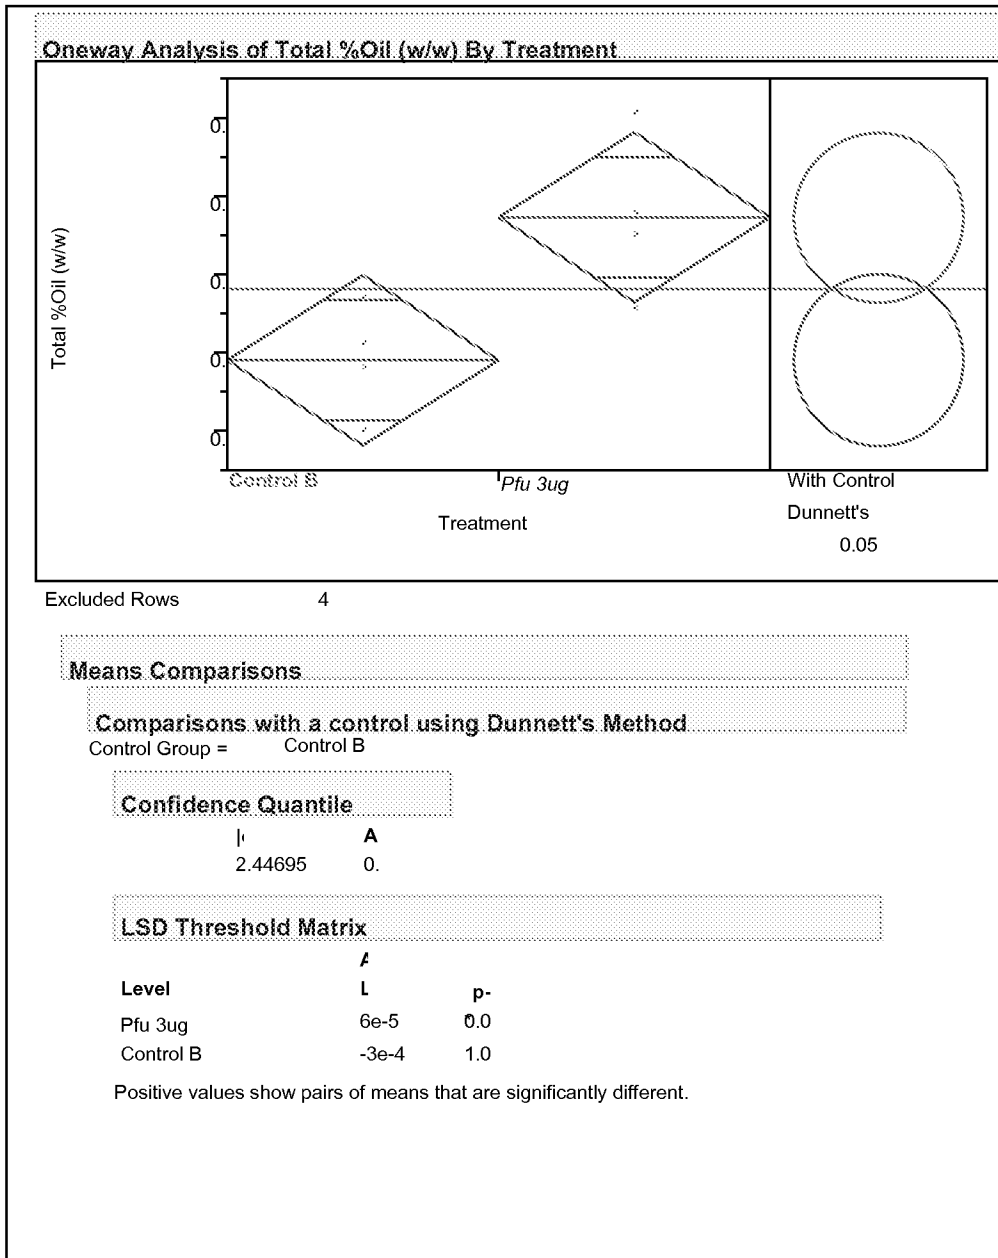 Oneway Analysis of Total %Oil (w/w) By Treatment
0.
0.
0.
0.
0.
Total %Oil (w/w)
Control B
Pfu 3ug
Treatment
With Control
Dunnett's
0.05
Excluded Rows 4
Means Comparisons
Comparisons with a control using Dunnett's Method
Control Group = Control B
Confidence Quantile
A
2.44695 0.
LSD Threshold Matrix
Level L p-
Pfu 3ug 6e-5 0.0
Control B -3e-4 1.0
Positive values show pairs of means that are significantly different.